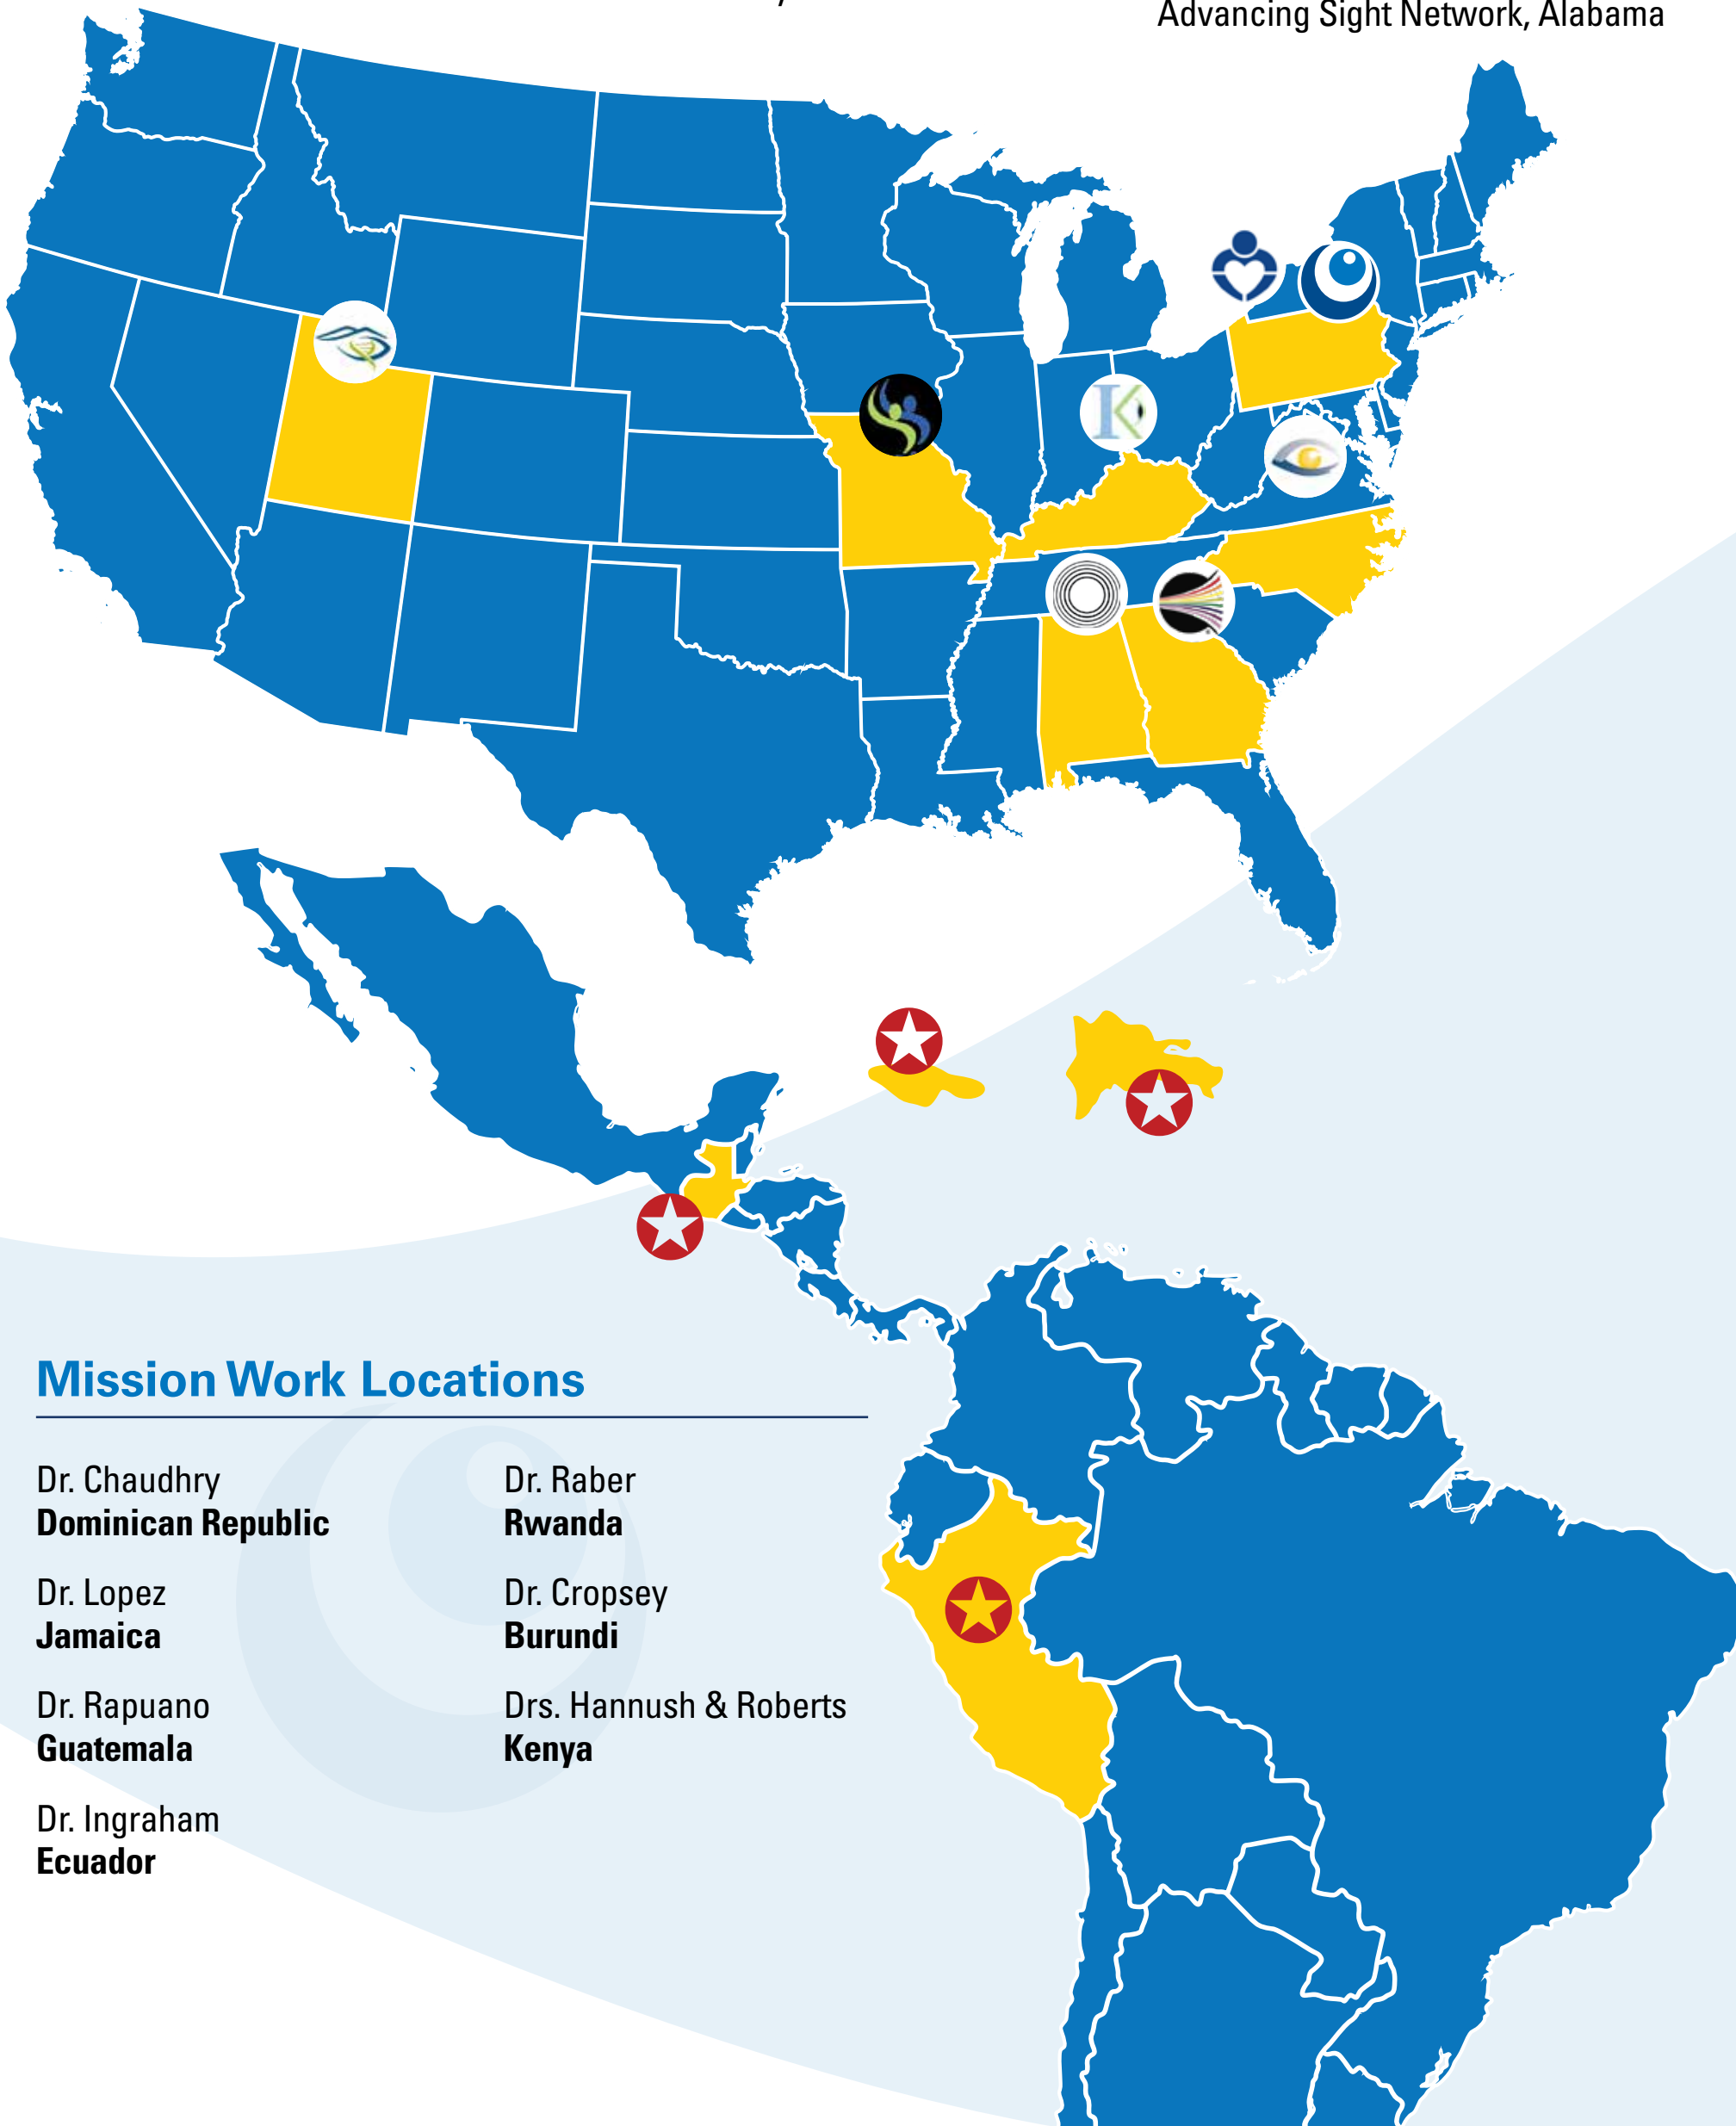 Advancing Sight Network, Alabama
Mission Work Locations
Dr. Chaudhry
Dominican Republic
Dr. Lopez
Jamaica
Dr. Rapuano
Guatemala
Dr. Ingraham
Ecuador
Dr. Raber
Rwanda
Dr. Cropsey
Burundi
Drs. Hannush & Roberts
Kenya